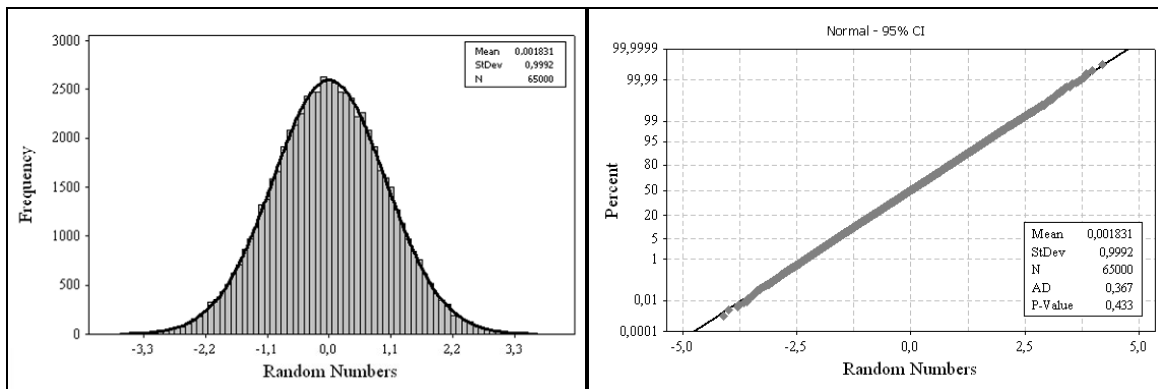 3000
2500
2000
1500
1000
500
0
Frequency
Mean 0,001831
StDev 0,9992
N 65000
-3,3 -2,2 -1,1 0,0 1,1 2,2 3,3
Random Numbers
Normal - 95% CI
99,9999
99,99
99
95
80
50
20
5
1
0,01
0,0001
Percent
Mean 0,001831
StDev 0,9992
N 65000
AD 0,367
P-Value 0,433
-5,0 -2,5 0,0 2,5 5,0
Random Numbers